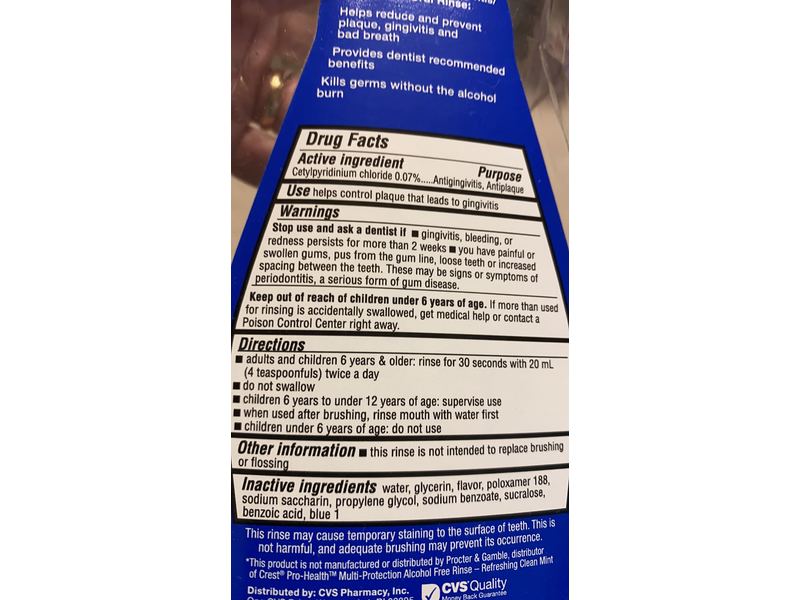 Rinse:
Helps reduce and prevent
plaque, gingivitis and
bad breath
Provides dentist recommended
benefits
Kills germs without the alcohol
burn
Drug Facts
Active ingredient Purpose
Cetylpyridinium chloride 0.07%.....Antigingivitis, Antiplaque
Use helps control plaque that leads to gingivitis
Warnings
Stop use and ask a dentist if ■ gingivitis, bleeding, or
redness persists for more than 2 weeks ■ you have painful or
swollen gums, pus from the gum line, loose teeth or increased
spacing between the teeth. These may be signs or symptoms of
periodontitis, a serious form of gum disease.
Keep out of reach of children under 6 years of age. If more than used
for rinsing is accidentally swallowed, get medical help or contact a
Poison Control Center right away.
Directions
■ adults and children 6 years & older: rinse for 30 seconds with 20 mL
(4 teaspoonfuls) twice a day
■ do not swallow
■ children 6 years to under 12 years of age: supervise use
■ when used after brushing, rinse mouth with water first
■ children under 6 years of age: do not use
Other information ■ this rinse is not intended to replace brushing
or flossing
Inactive ingredients water, glycerin, flavor, poloxamer 188,
sodium saccharin, propylene glycol, sodium benzoate, sucralose,
benzoic acid, blue 1
This rinse may cause temporary staining to the surface of teeth. This is
not harmful, and adequate brushing may prevent its occurrence.
*This product is not manufactured or distributed by Procter & Gamble, distributor
of Crest® Pro-Health™ Multi-Protection Alcohol Free Rinse – Refreshing Clean Mint
Distributed by: CVS Pharmacy, Inc.
CVS Quality
Money Back Guarantee